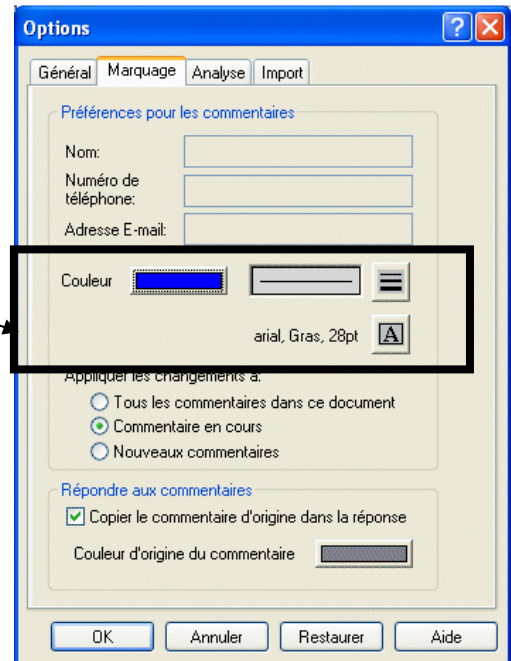 Options
Général Marquage Analyse Import
Préférences pour les commentaires
Nom:
Numéro de
téléphone:
Adresse E-mail:
Couleur
arial, Gras, 28pt A
Appliquer les changements à:
Tous les commentaires dans ce document
Commentaire en cours
Nouveaux commentaires
Répondre aux commentaires
Copier le commentaire d'origine dans la réponse
Couleur d'origine du commentaire
OK Annuler Restaurer Aide